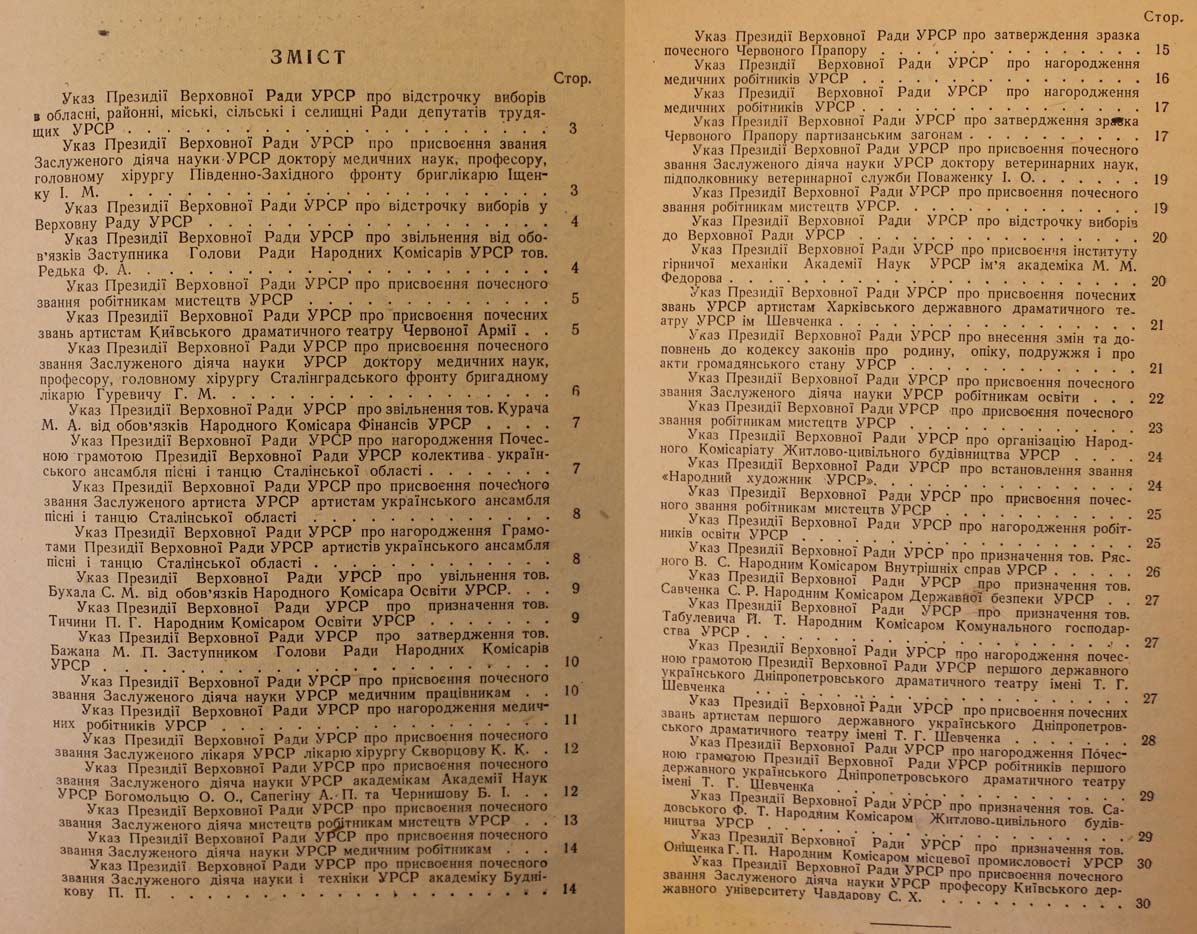 ЗМІСТ
Стор.
Указ Президії Верховної Ради УРСР про відстрочку виборів
в обласні, районні, міські, сільські і селищні Ради депутатів трудя-
щих УРСР . . . . . . . . . . 3
Указ Президії Верховної Ради УРСР про присвоєння звання
Заслуженого діяча науки УРСР доктору медичних наук, професору,
головному хірургу Південно-Західного фронту бриглікарю Іщен-
ку І. М. . . . . . . . . . . 3
Указ Президії Верховної Ради УРСР про відстрочку виборів у
Верховну Раду УРСР . . . . . . . . . . 4
Указ Президії Верховної Ради УРСР про звільнення від обо-
в'язків Заступника Голови Ради Народних Комісарів УРСР тов.
Редька Ф. А. . . . . . . . . . . 4
Указ Президії Верховної Ради УРСР про присвоєння почесного
звання робітникам мистецтв УРСР . . . . . . . . . . 5
Указ Президії Верховної Ради УРСР про присвоєння почесних
звань артистам Київського драматичного театру Червоної Армії . . 5
Указ Президії Верховної Ради УРСР про присвоєння почесного
звання Заслуженого діяча науки УРСР доктору медичних наук,
професору, головному хірургу Сталінградського фронту бригадному
лікарю Гуревичу Г. М. . . . . . . . . . . 6
Указ Президії Верховної Ради УРСР про звільнення тов. Курача
М. А. від обов'язків Народного Комісара Фінансів УРСР . . . . 7
Указ Президії Верховної Ради УРСР про нагородження Почес-
ною грамотою Президії Верховної Ради УРСР колектива україн-
ського ансамбля пісні і танцю Сталінської області . . . . . . . 7
Указ Президії Верховної Ради УРСР про присвоєння почесного
звання Заслуженого артиста УРСР артистам українського ансамбля
пісні і танцю Сталінської області . . . . . . . . . . 8
Указ Президії Верховної Ради УРСР про нагородження Грамо-
тами Президії Верховної Ради УРСР артистів українського ансамбля
пісні і танцю Сталінської області . . . . . . . . . . 8
Указ Президії Верховної Ради УРСР про увільнення тов.
Бухала С. М. від обов'язків Народного Комісара Освіти УРСР. . . 9
Указ Президії Верховної Ради УРСР про призначення тов.
Тичини П. Г. Народним Комісаром Освіти УРСР . . . . . . . 9
Указ Президії Верховної Ради УРСР про затвердження тов.
Бажана М. П. Заступником Голови Ради Народних Комісарів
УРСР . . . . . . . . . . 10
Указ Президії Верховної Ради УРСР про присвоєння почесного
звання Заслуженого діяча науки УРСР медичним працівникам . . 10
Указ Президії Верховної Ради УРСР про нагородження медич-
них робітників УРСР . . . . . . . . . . 11
Указ Президії Верховної Ради УРСР про присвоєння почесного
звання Заслуженого лікаря УРСР лікарю хірургу Скворцову К. К. . 12
Указ Президії Верховної Ради УРСР про присвоєння почесного
звання Заслуженого діяча науки УРСР академікам Академії Наук
УРСР Богомольцю О. О., Сапегіну А. П. та Чернишову Б. І. . . 12
Указ Президії Верховної Ради УРСР про присвоєння почесного
звання Заслуженого діяча мистецтв робітникам мистецтв УРСР . . 13
Указ Президії Верховної Ради УРСР про присвоєння почесного
звання Заслуженого діяча науки УРСР медичним робітникам . . . 14
Указ Президії Верховної Ради УРСР про присвоєння почесного
звання Заслуженого діяча науки і техніки УРСР академіку Будні-
кову П. П. . . . . . . . . . . 14
Стор.
Указ Президії Верховної Ради УРСР про затверждення зразка
почесного Червоного Прапору . . . . . . . . . . 15
Указ Президії Верховної Ради УРСР про нагородження
медичних робітників УРСР . . . . . . . . . . 16
Указ Президії Верховної Ради УРСР про нагородження
медичних робітників УРСР . . . . . . . . . . 17
Указ Президії Верховної Ради УРСР про затвердження зразка
Червоного Прапору партизанським загонам . . . . . . . . . 17
Указ Президії Верховної Ради УРСР про присвоєння почесного
звання Заслуженого діяча науки УРСР доктору ветеринарних наук,
підполковнику ветеринарної служби Поваженку І. О. . . . . . . 19
Указ Президії Верховної Ради УРСР про присвоєння почесного
звання робітникам мистецтв УРСР. . . . . . . . . . . 19
Указ Президії Верховної Ради УРСР про відстрочку виборів
до Верховної Ради УРСР . . . . . . . . . . 20
Указ Президії Верховної Ради УРСР про присвоєння інституту
гірничої механіки Академії Наук УРСР ім'я академіка М. М.
Федорова . . . . . . . . . . 20
Указ Президії Верховної Ради УРСР про присвоєння почесних
звань УРСР артистам Харківського державного драматичного те-
атру УРСР ім Шевченка . . . . . . . . . . 21
Указ Президії Верховної Ради УРСР про внесення змін та до-
повнень до кодексу законів про родину, опіку, подружжя і про
акти громадянського стану УРСР . . . . . . . . . . 21
Указ Президії Верховної Ради УРСР про присвоєння почесного
звання Заслуженого діяча науки УРСР робітникам освіти . . . 22
Указ Президії Верховної Ради УРСР про присвоєння почесного
звання робітникам мистецтв УРСР . . . . . . . . . . 23
Указ Президії Верховної Ради УРСР про організацію Народ-
ного Комісаріату Житлово-цивільного будівництва УРСР . . . . 24
Указ Президії Верховної Ради УРСР про встановлення звання
«Народний художник УРСР». . . . . . . . . . . 24
Указ Президії Верховної Ради УРСР про присвоєння почес-
ного звання робітникам мистецтв УРСР . . . . . . . . . . 25
Указ Президії Верховної Ради УРСР про нагородження робіт-
ників освіти УРСР . . . . . . . . . . 25
Указ Президії Верховної Ради УРСР про призначення тов. Ряс-
ного В. С. Народним Комісаром Внутрішніх справ УРСР . . . . . 26
Указ Президії Верховної Ради УРСР про призначення тов.
Савченка С. Р. Народним Комісаром Державної безпеки УРСР . . 27
Указ Президії Верховної Ради УРСР про призначення тов.
Табулевича И. Т. Народним Комісаром Комунального господар-
ства УРСР . . . . . . . . . . 27
Указ Президії Верховної Ради УРСР про нагородження почес-
ною грамотою Президії Верховної Ради УРСР першого державного
українського Дніпропетровського драматичного театру імені Т. Г.
Шевченка . . . . . . . . . . 27
Указ Президії Верховної Ради УРСР про присвоєння почесних
звань артистам першого державного українського Дніпропетров-
ського драматичного театру імені Т. Г. Шевченка . . . . . . . 28
Указ Президії Верховної Ради УРСР про нагородження Почес-
ною грамотою Президії Верховної Ради УРСР робітників першого
державного українського Дніпропетровського драматичного театру
імені Т. Г. Шевченка . . . . . . . . . . 29
Указ Президії Верховної Ради УРСР про призначення тов. Са-
довського Ф. Т. Народним Комісаром Житлово-цивільного будів-
ництва УРСР . . . . . . . . . . 29
Указ Президії Верховної Ради УРСР про призначення тов.
Оніщенка Г. П. Народним Комісаром місцевої промисловості УРСР 30
Указ Президії Верховної Ради УРСР про присвоєння почесного
звання Заслуженого діяча науки УРСР професору Київського дер-
жавного університету Чавдарову С. Х. . . . . . . . . . . 30